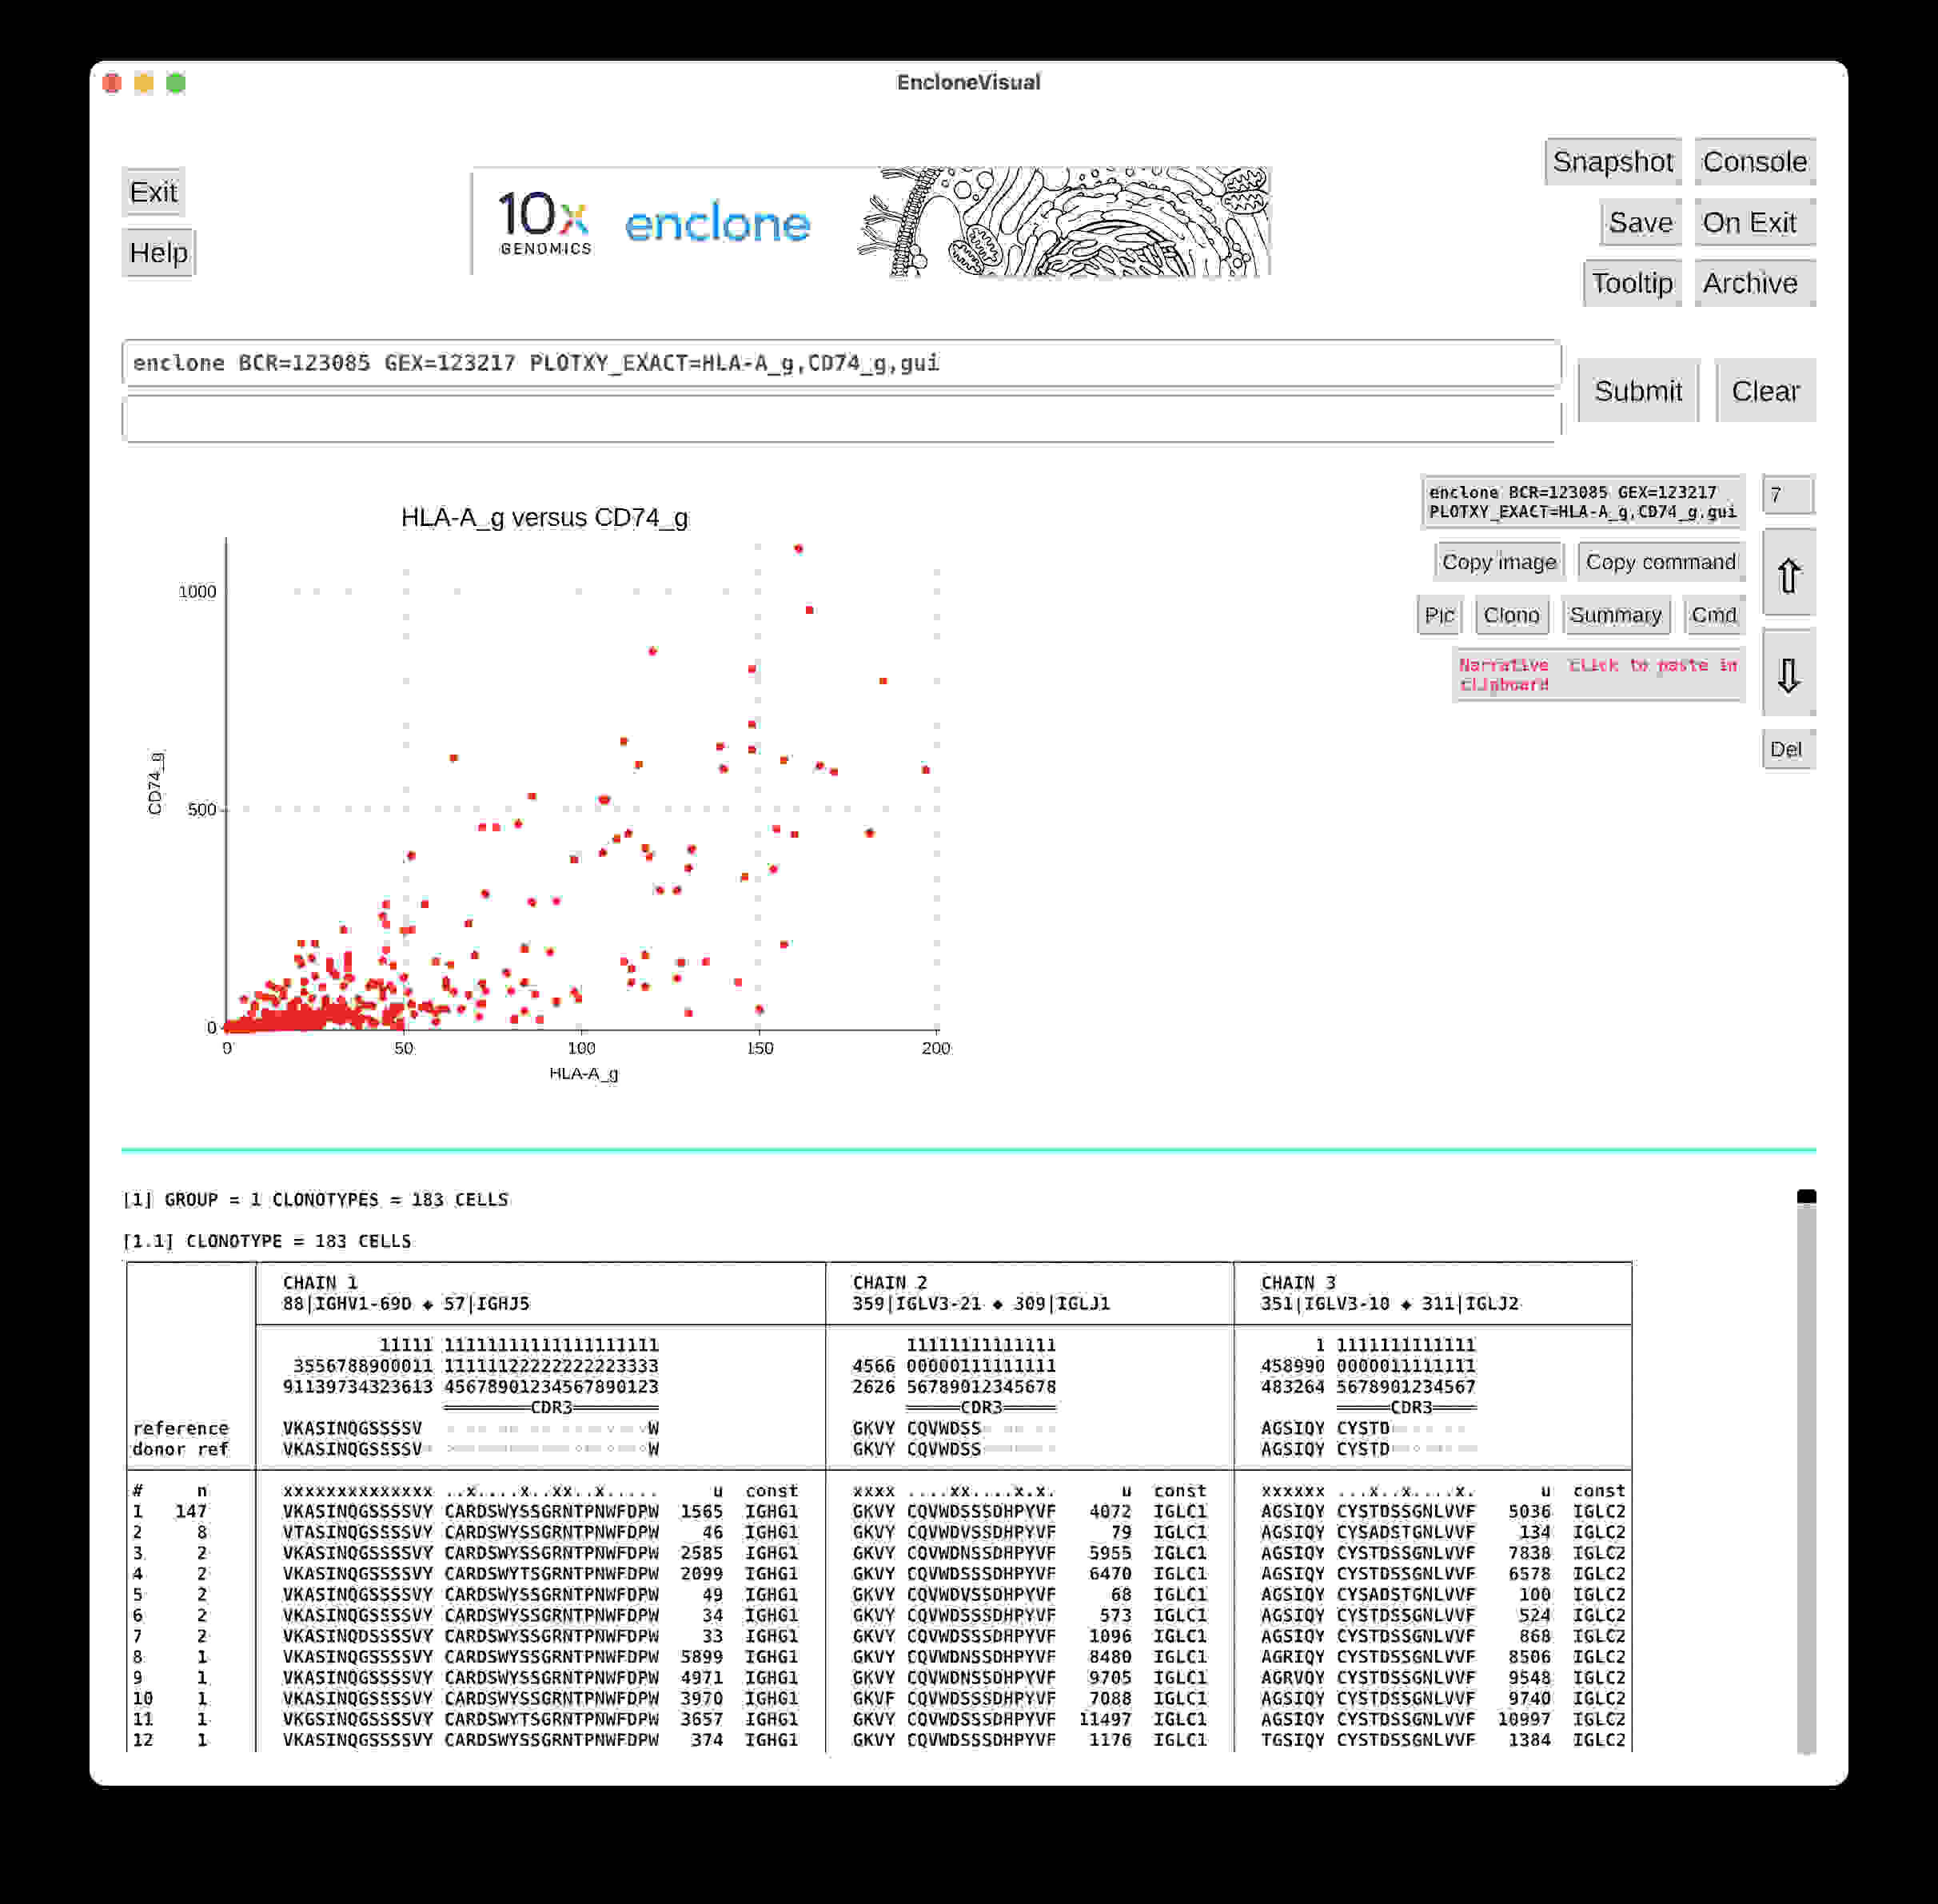 EncloneVisual
Exit
Help
10x
GENOMICS
enclone
Snapshot Console
Save On Exit
Tooltip Archive
enclone BCR=123085 GEX=123217 PLOTXY_EXACT=HLA-A_g,CD74_g,gui
Submit Clear
enclone BCR=123085 GEX=123217
PLOTXY_EXACT=HLA-A_g,CD74_g,gui
7
Copy image Copy command
⇧
Pic Clono Summary Cmd
Narrative click to paste in
clipboard
⇩
Del
HLA-A_g versus CD74_g
1000
500
0
CD74_g
0 50 100 150 200
HLA-A_g
[1] GROUP = 1 CLONOTYPES = 183 CELLS
[1.1] CLONOTYPE = 183 CELLS
CHAIN 1 CHAIN 2 CHAIN 3
88|IGHV1-69D ◆ 57|IGHJ5 359|IGLV3-21 ◆ 309|IGLJ1 351|IGLV3-10 ◆ 311|IGLJ2
11111 11111111111111111111 11111111111111 1 1111111111111
3556788900011 11111122222222223333 4566 00000111111111 458990 0000011111111
91139734323613 45678901234567890123 2626 56789012345678 483264 5678901234567
CDR3 CDR3 CDR3
reference VKASINQGSSSSV W GKVY CQVWDSS AGSIQY CYSTD
donor ref VKASINQGSSSSV W GKVY CQVWDSS AGSIQY CYSTD
# n xxxxxxxxxxxxxx ..x....x..xx..x..... u const xxxx ....xx....x.x. u const xxxxxx ...x..x....x. u const
1 147 VKASINQGSSSSVY CARDSWYSSGRNTPNWFDPW 1565 IGHG1 GKVY CQVWDSSSDHPYVF 4072 IGLC1 AGSIQY CYSTDSSGNLVVF 5036 IGLC2
2 8 VTASINQGSSSSVY CARDSWYSSGRNTPNWFDPW 46 IGHG1 GKVY CQVWDVSSDHPYVF 79 IGLC1 AGSIQY CYSADSTGNLVVF 134 IGLC2
3 2 VKASINQGSSSSVY CARDSWYSSGRNTPNWFDPW 2585 IGHG1 GKVY CQVWDNSSDHPYVF 5955 IGLC1 AGSIQY CYSTDSSGNLVVF 7838 IGLC2
4 2 VKASINQGSSSSVY CARDSWYTSGRNTPNWFDPW 2099 IGHG1 GKVY CQVWDSSSDHPYVF 6470 IGLC1 AGSIQY CYSTDSSGNLVVF 6578 IGLC2
5 2 VKASINQGSSSSVY CARDSWYSSGRNTPNWFDPW 49 IGHG1 GKVY CQVWDVSSDHPYVF 68 IGLC1 AGSIQY CYSADSTGNLVVF 100 IGLC2
6 2 VKASINQGSSSSVY CARDSWYSSGRNTPNWFDPW 34 IGHG1 GKVY CQVWDSSSDHPYVF 573 IGLC1 AGSIQY CYSTDSSGNLVVF 524 IGLC2
7 2 VKASINQDSSSSVY CARDSWYSSGRNTPNWFDPW 33 IGHG1 GKVY CQVWDSSSDHPYVF 1096 IGLC1 AGSIQY CYSTDSSGNLVVF 868 IGLC2
8 1 VKASINQGSSSSVY CARDSWYSSGRNTPNWFDPW 5899 IGHG1 GKVY CQVWDNSSDHPYVF 8480 IGLC1 AGRIQY CYSTDSSGNLVVF 8506 IGLC2
9 1 VKASINQGSSSSVY CARDSWYSSGRNTPNWFDPW 4971 IGHG1 GKVY CQVWDNSSDHPYVF 9705 IGLC1 AGRVQY CYSTDSSGNLVVF 9548 IGLC2
10 1 VKASINQGSSSSVY CARDSWYSSGRNTPNWFDPW 3970 IGHG1 GKVF CQVWDSSSDHPYVF 7088 IGLC1 AGSIQY CYSTDSSGNLVVF 9740 IGLC2
11 1 VKGSINQGSSSSVY CARDSWYTSGRNTPNWFDPW 3657 IGHG1 GKVY CQVWDSSSDHPYVF 11497 IGLC1 AGSIQY CYSTDSSGNLVVF 10997 IGLC2
12 1 VKASINQGSSSSVY CARDSWYSSGRNTPNWFDPW 374 IGHG1 GKVY CQVWDSSSDHPYVF 1176 IGLC1 TGSIQY CYSTDSSGNLVVF 1384 IGLC2